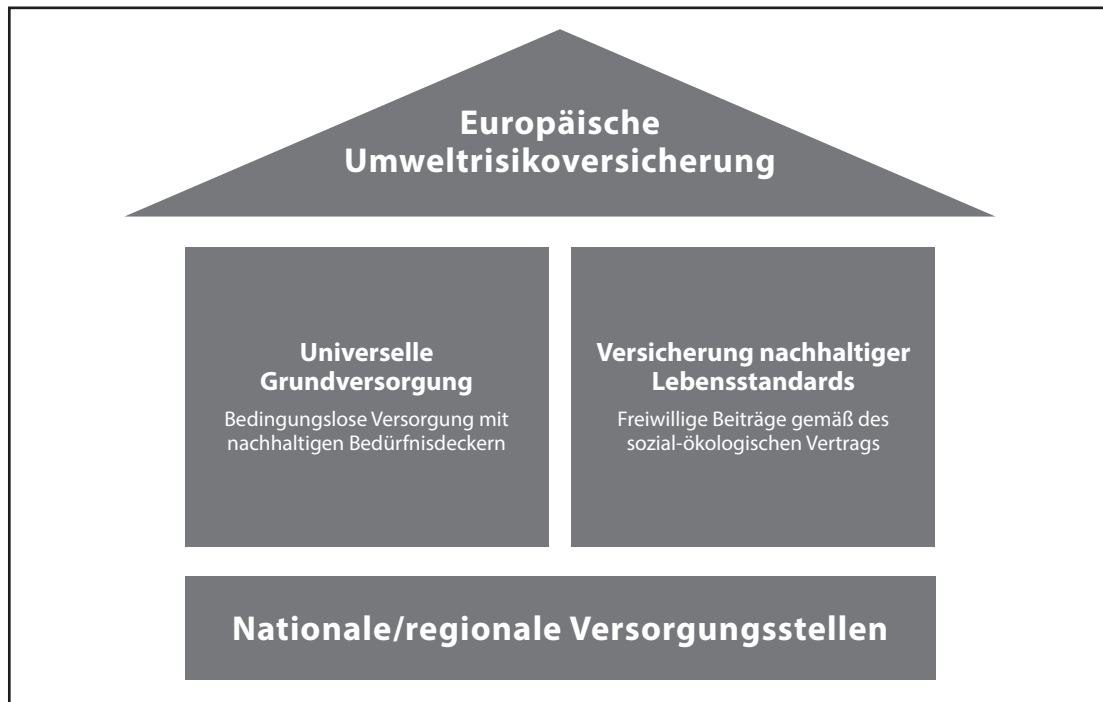 Europäische
Umweltrisikoversicherung
Universelle
Grundversorgung
Bedingungslose Versorgung mit
nachhaltigen Bedürfnisdeckern
Versicherung nachhaltiger
Lebensstandards
Freiwillige Beiträge gemäß des
sozial-ökologischen Vertrags
Nationale/regionale Versorgungsstellen